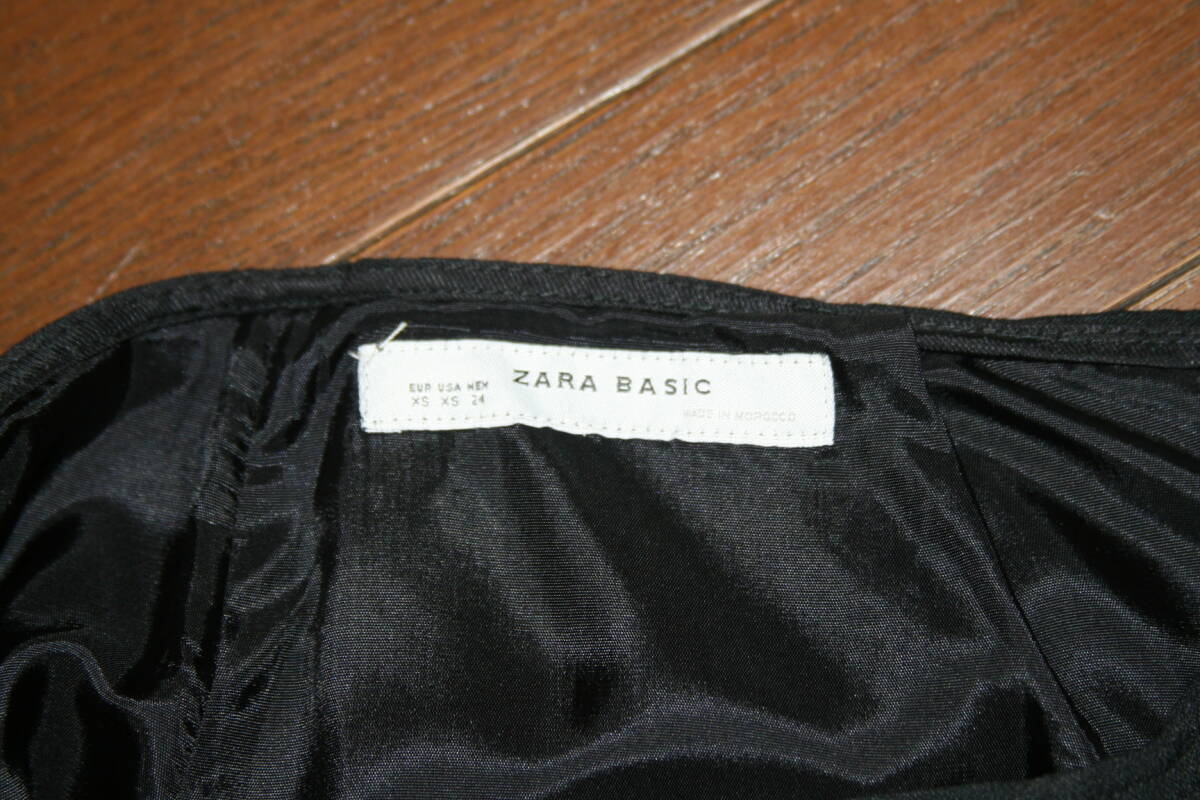 EUR USA MEX
XS XS 24
ZARA BASIC
MADE IN MOROCCO